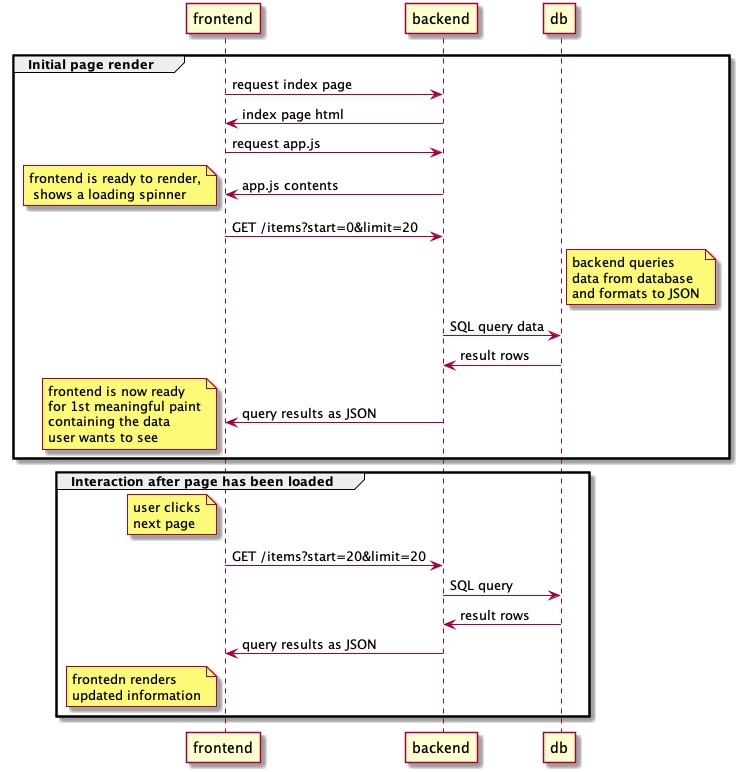 frontend
backend
db
Initial page render
request index page
index page html
request app.js
frontend is ready to render,
shows a loading spinner
app.js contents
GET /items?start=0&limit=20
backend queries
data from database
and formats to JSON
SQL query data
result rows
frontend is now ready
for 1st meaningful paint
containing the data
user wants to see
query results as JSON
Interaction after page has been loaded
user clicks
next page
GET /items?start=20&limit=20
SQL query
result rows
query results as JSON
frontedn renders
updated information
frontend
backend
db